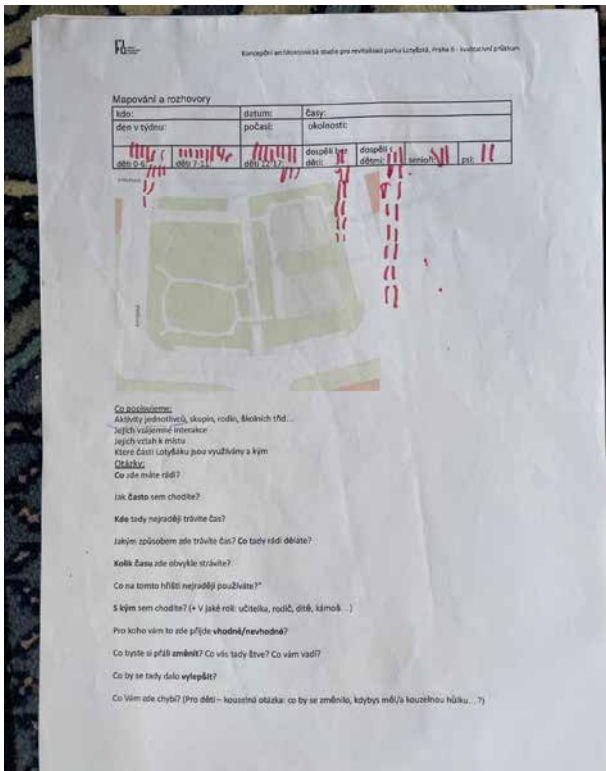 Koncepční architektonická studie pro revitalizaci parku Lotyšská, Praha 6 - kvalitativní průzkum
Mapování a rozhovory
kdo: datum: časy:
den v týdnu: počasí: okolnosti:
děti 0-6: děti 7-11: děti 12-17: dospělí bez dětí: dospělí s dětmi: senioři: psi:
Co posloucháme:
Aktivity jednotlivců, skupin, rodin, školních tříd...
Jejich vzájemné interakce
Jejich vztah k místu
Které části Lotyšáku jsou využívány a kým
Otázky:
Co zde máte rádi?
Jak často sem chodíte?
Kde tady nejraději trávíte čas?
Jakým způsobem zde trávíte čas? Co tady rádi děláte?
Kolik času zde obvykle strávíte?
Co na tomto hřišti nejraději používáte?"
S kým sem chodíte? (+ V jaké roli: učitelka, rodič, dítě, kámoš...)
Pro koho vám to zde přijde vhodné/nevhodné?
Co byste si přáli změnit? Co vás tady štve? Co vám vadí?
Co by se tady dalo vylepšit?
Co Vám zde chybí? (Pro děti – kouzelná otázka: co by se změnilo, kdybys měl/a kouzelnou hůlku... ?)